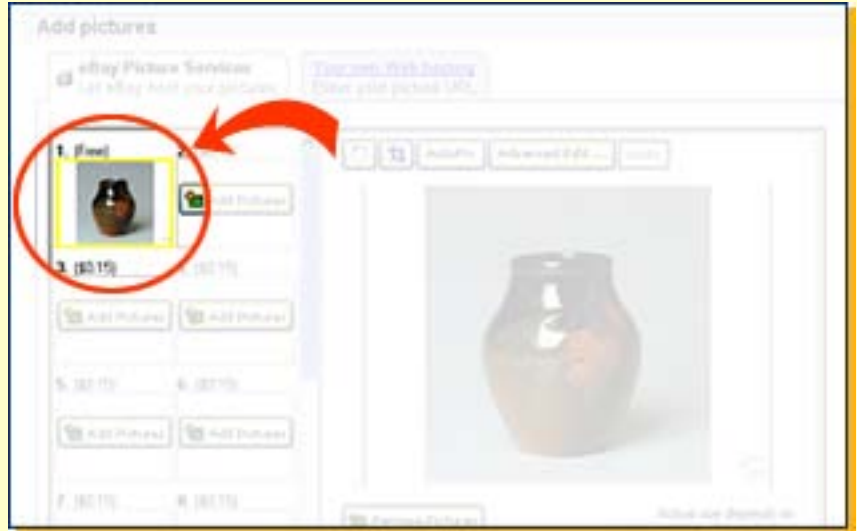 Add pictures
eBay Picture Services
Let eBay host your pictures
Your own Web hosting
Enter your picture URL
1. (Free)
2.
Add Pictures
3. ($0.15)
4. ($0.15)
Add Pictures
Add Pictures
5. ($0.15)
6. ($0.15)
Add Pictures
Add Pictures
7. ($0.15)
8. ($0.15)
Advanced Edit ...
Remove Pictures